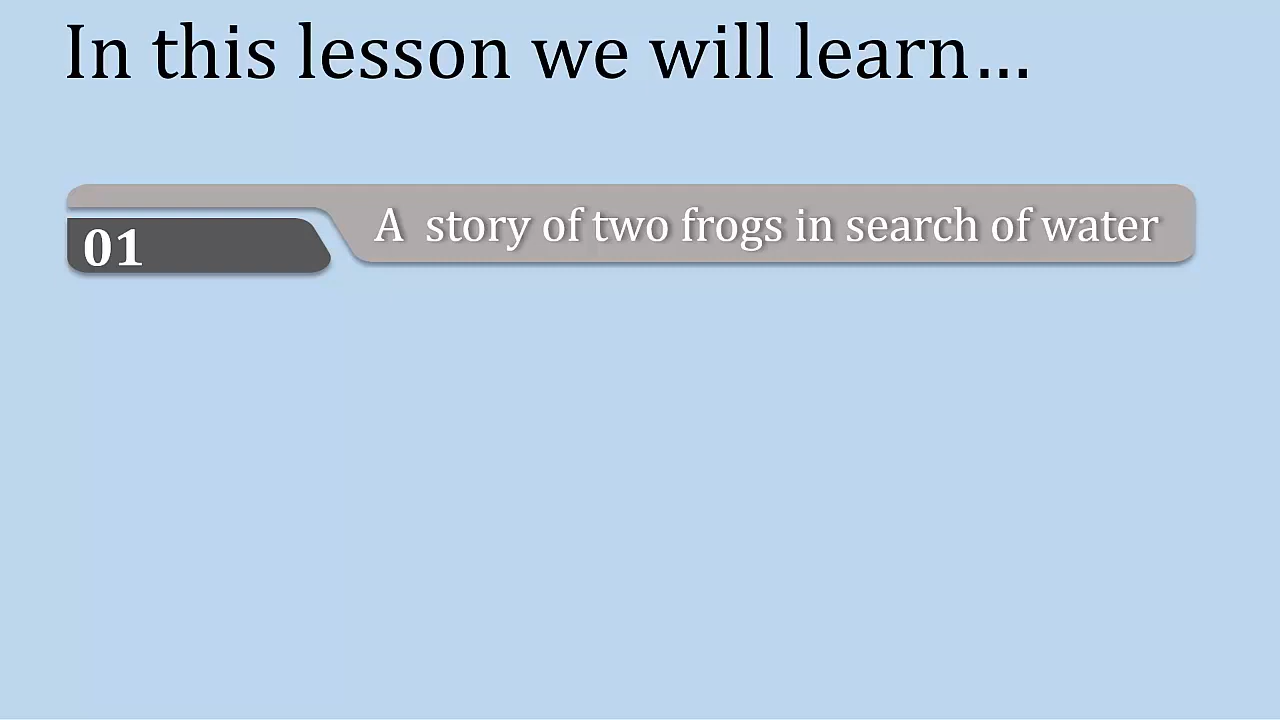 In this lesson we will learn…
01
A story of two frogs in search of water